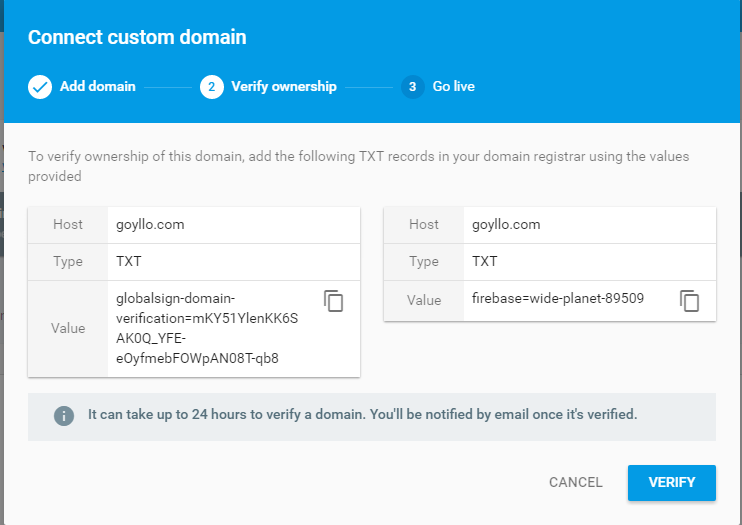 Connect custom domain
Add domain
2 Verify ownership
3 Go live
To verify ownership of this domain, add the following TXT records in your domain registrar using the values
provided
Host goyllo.com
Type TXT
Value
globalsign-domain-
verification=mKY51YlenKK6S
AK0Q_YFE-
eOyfmebFOWpAN08T-qb8
Host goyllo.com
Type TXT
Value firebase=wide-planet-89509
It can take up to 24 hours to verify a domain. You'll be notified by email once it's verified.
CANCEL
VERIFY